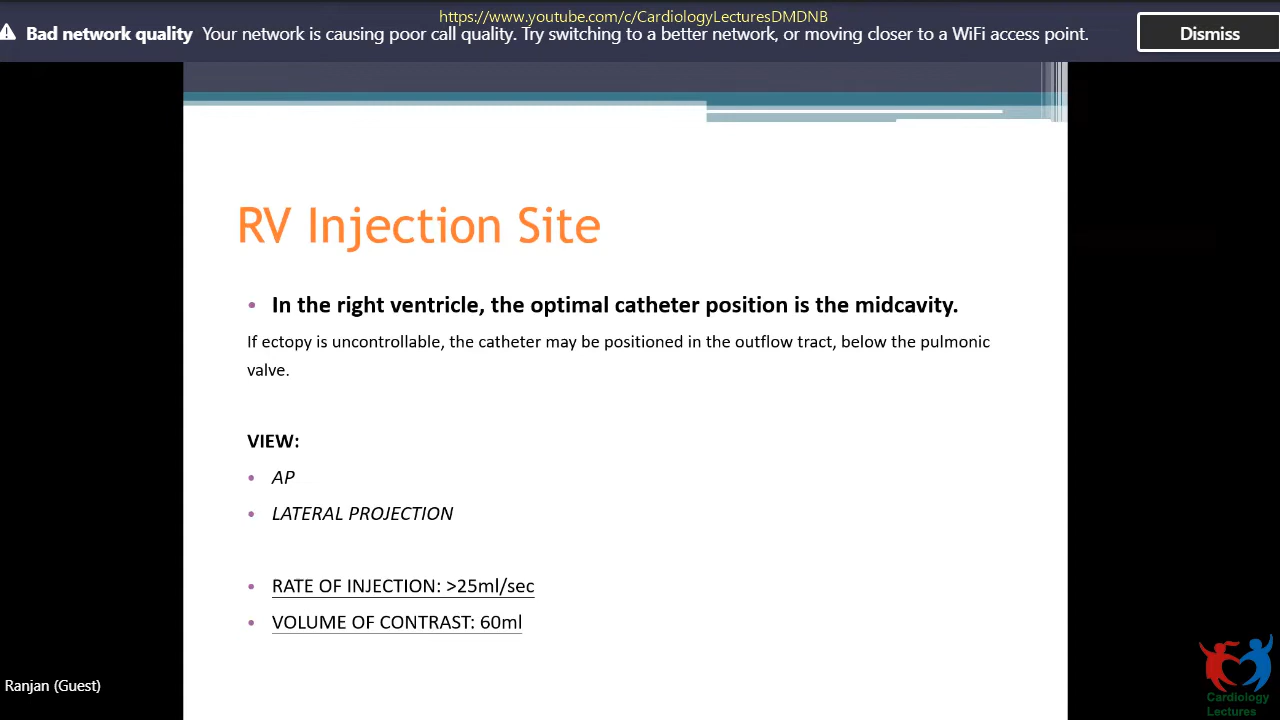 https://www.youtube.com/c/CardiologyLecturesDMDNB
Bad network quality Your network is causing poor call quality. Try switching to a better network, or moving closer to a WiFi access point.
Dismiss
RV Injection Site
• In the right ventricle, the optimal catheter position is the midcavity.
If ectopy is uncontrollable, the catheter may be positioned in the outflow tract, below the pulmonic
valve.
VIEW:
• AP
• LATERAL PROJECTION
• RATE OF INJECTION: >25ml/sec
• VOLUME OF CONTRAST: 60ml
Ranjan (Guest)
Cardiology
Lectures